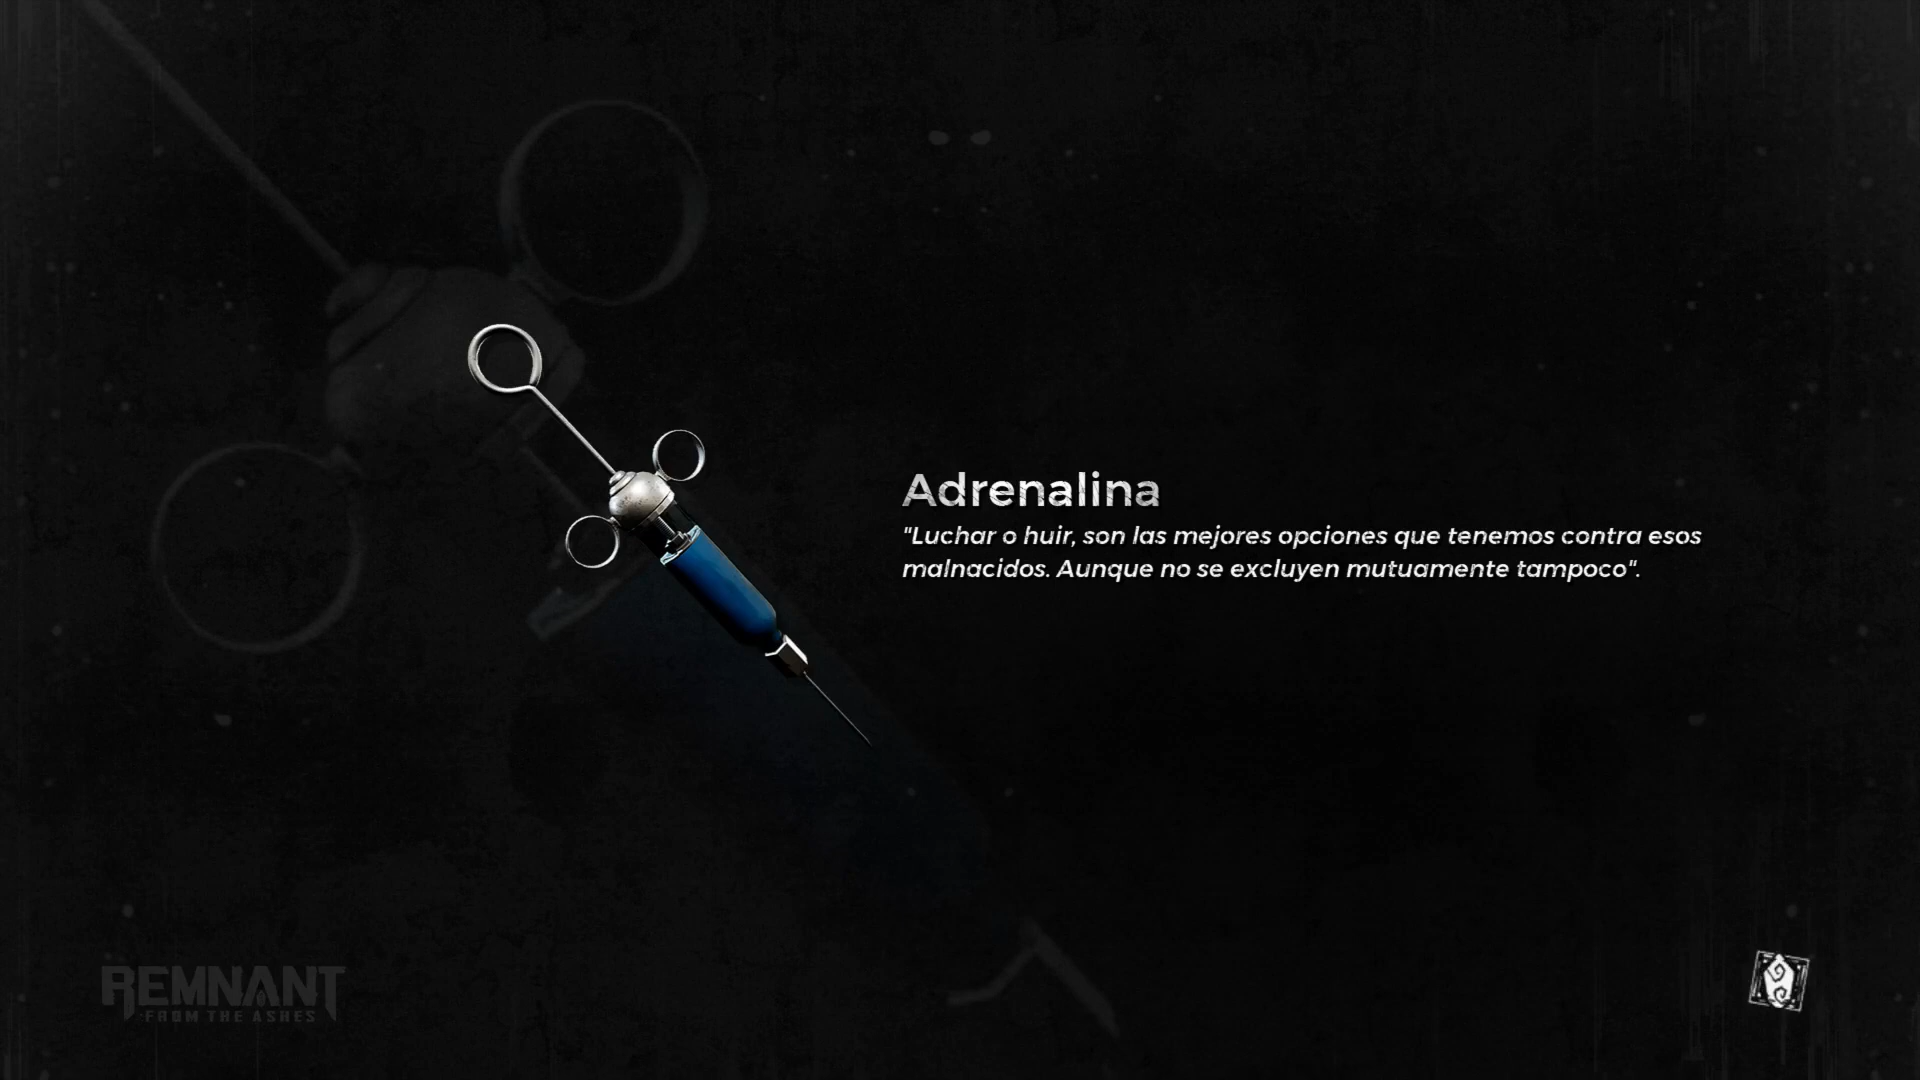 Adrenalina
"Luchar o huir, son las mejores opciones que tenemos contra esos
malnacidos. Aunque no se excluyen mutuamente tampoco".
REMNANT
FROM THE ASHES